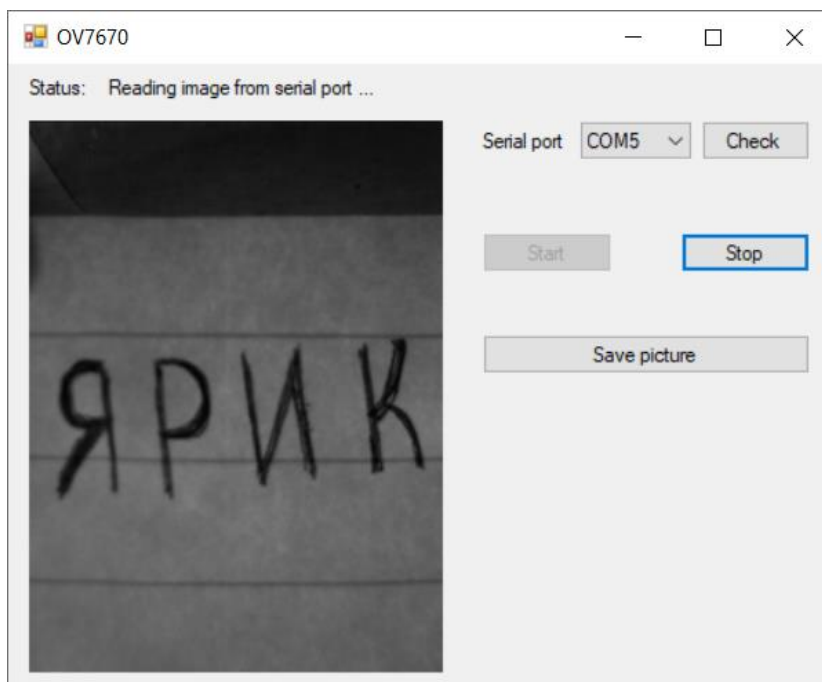 OV7670
Status: Reading image from serial port ...
Serial port COM5 Check
Start Stop
Save picture
ЯРИК